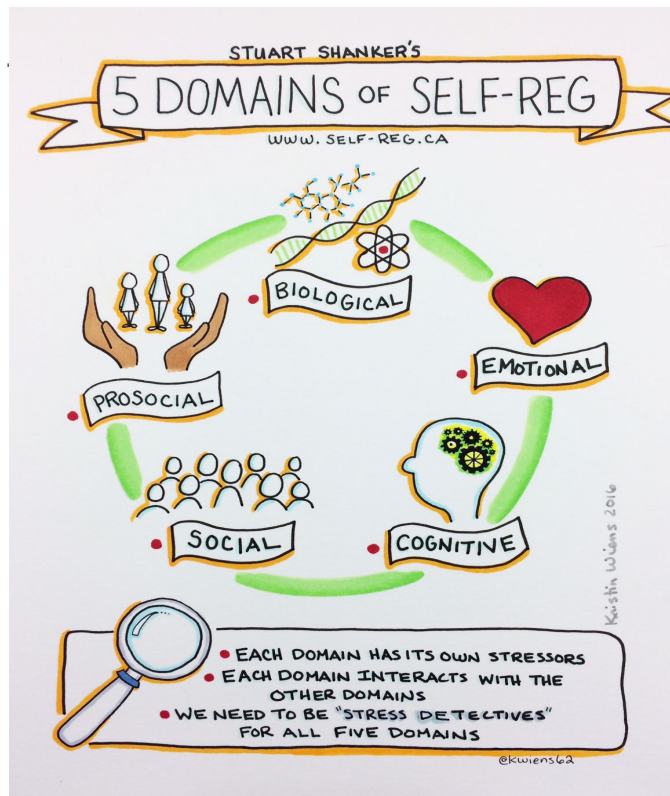 STUART SHANKER'S
5 DOMAINS OF SELF-REG
WWW.SELF-REG.CA
BIOLOGICAL
EMOTIONAL
PROSOCIAL
SOCIAL
COGNITIVE
Kristin Wiens 2016
• EACH DOMAIN HAS ITS OWN STRESSORS
• EACH DOMAIN INTERACTS WITH THE
OTHER DOMAINS
• WE NEED TO BE "STRESS DETECTIVES"
FOR ALL FIVE DOMAINS
@kwiens62